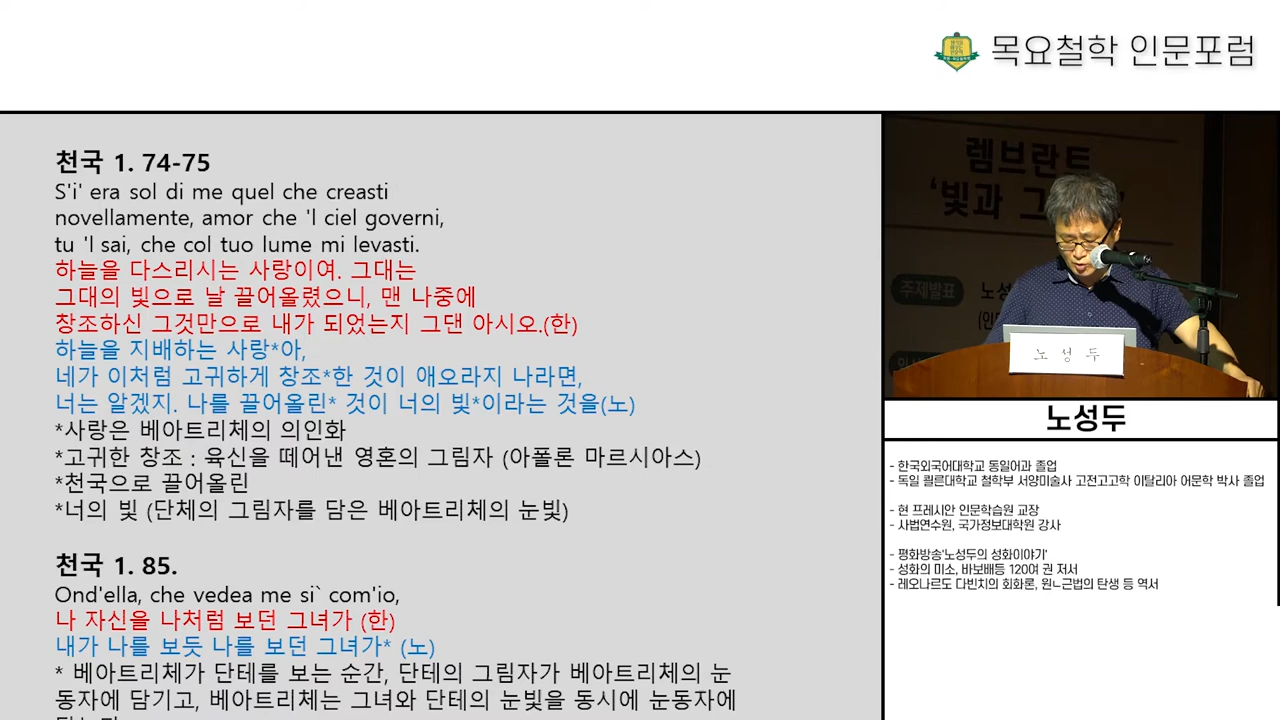 목요철학 인문포럼
천국 1. 74-75
S'i' era sol di me quel che creasti
novellamente, amor che 'l ciel governi,
tu 'l sai, che col tuo lume mi levasti.
하늘을 다스리시는 사랑이여. 그대는
그대의 빛으로 날 끌어올렸으니, 맨 나중에
창조하신 그것만으로 내가 되었는지 그댄 아시오.(한)
하늘을 지배하는 사랑*아,
네가 이처럼 고귀하게 창조*한 것이 애오라지 나라면,
너는 알겠지. 나를 끌어올린* 것이 너의 빛*이라는 것을(노)
*사랑은 베아트리체의 의인화
*고귀한 창조 : 육신을 떼어낸 영혼의 그림자 (아폴론 마르시아스)
*천국으로 끌어올린
*너의 빛 (단체의 그림자를 담은 베아트리체의 눈빛)
천국 1. 85.
Ond'ella, che vedea me si` com'io,
나 자신을 나처럼 보던 그녀가 (한)
내가 나를 보듯 나를 보던 그녀가* (노)
* 베아트리체가 단테를 보는 순간, 단테의 그림자가 베아트리체의 눈
동자에 담기고, 베아트리체는 그녀와 단테의 눈빛을 동시에 눈동자에
렘브란트
'빛과 그
주제발표
노성
노 성 두
노성두
- 한국외국어대학교 동일어과 졸업
- 독일 쾰른대학교 철학부 서양미술사 고전고고학 이탈리아 어문학 박사 졸업
- 현 프레시안 인문학습원 교장
- 사법연수원, 국가정보대학원 강사
- 평화방송'노성두의 성화이야기'
- 성화의 미소, 바보배등 120여 권 저서
- 레오나르도 다빈치의 회화론, 원ㄴ근법의 탄생 등 역서